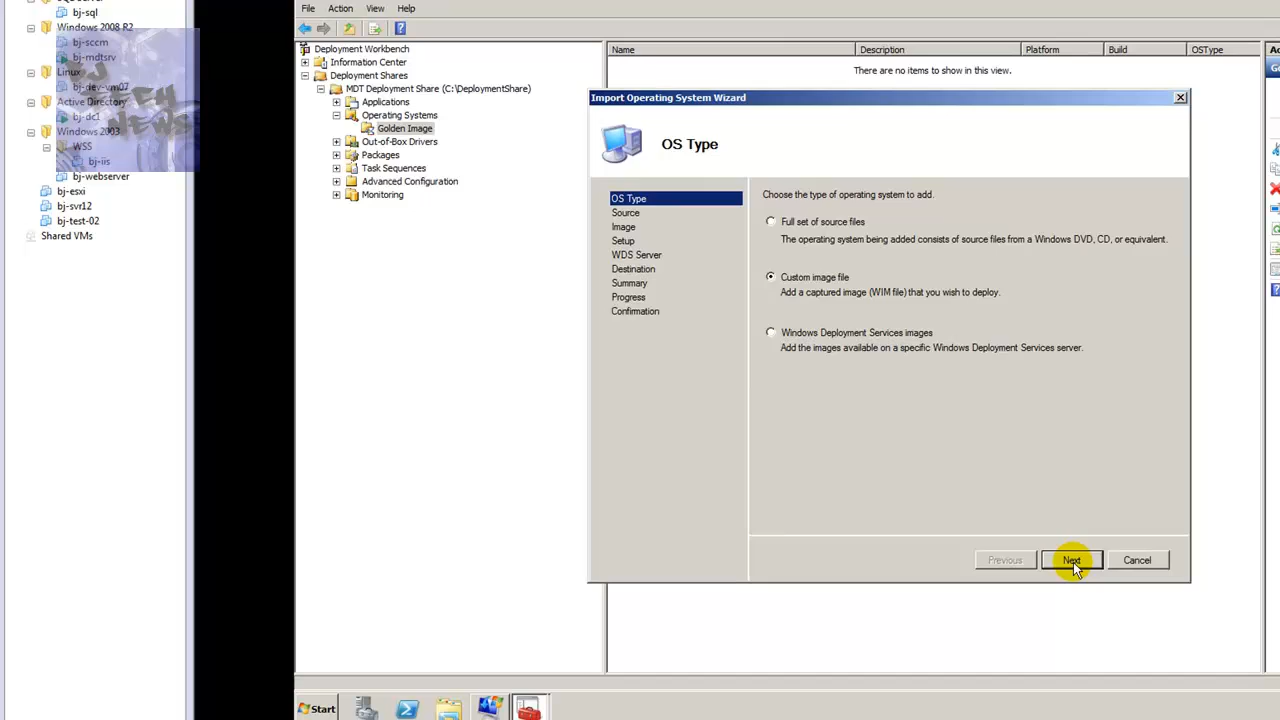 bj-sql
Windows 2008 R2
bj-sccm
bj-mdtsrv
Linux
bj-dev-vm07
Active Directory
bj-dc1
Windows 2003
WSS
bj-iis
bj-webserver
bj-esxi
bj-svr12
bj-test-02
Shared VMs
BJ
TECH
NEWS
File Action View Help
Deployment Workbench
Information Center
Deployment Shares
MDT Deployment Share (C:\DeploymentShare)
Applications
Operating Systems
Golden Image
Out-of-Box Drivers
Packages
Task Sequences
Advanced Configuration
Monitoring
Name Description Platform Build OSType
There are no items to show in this view.
Import Operating System Wizard
OS Type
OS Type
Source
Image
Setup
WDS Server
Destination
Summary
Progress
Confirmation
Choose the type of operating system to add.
Full set of source files
The operating system being added consists of source files from a Windows DVD, CD, or equivalent.
Custom image file
Add a captured image (WIM file) that you wish to deploy.
Windows Deployment Services images
Add the images available on a specific Windows Deployment Services server.
Previous Next Cancel
Start